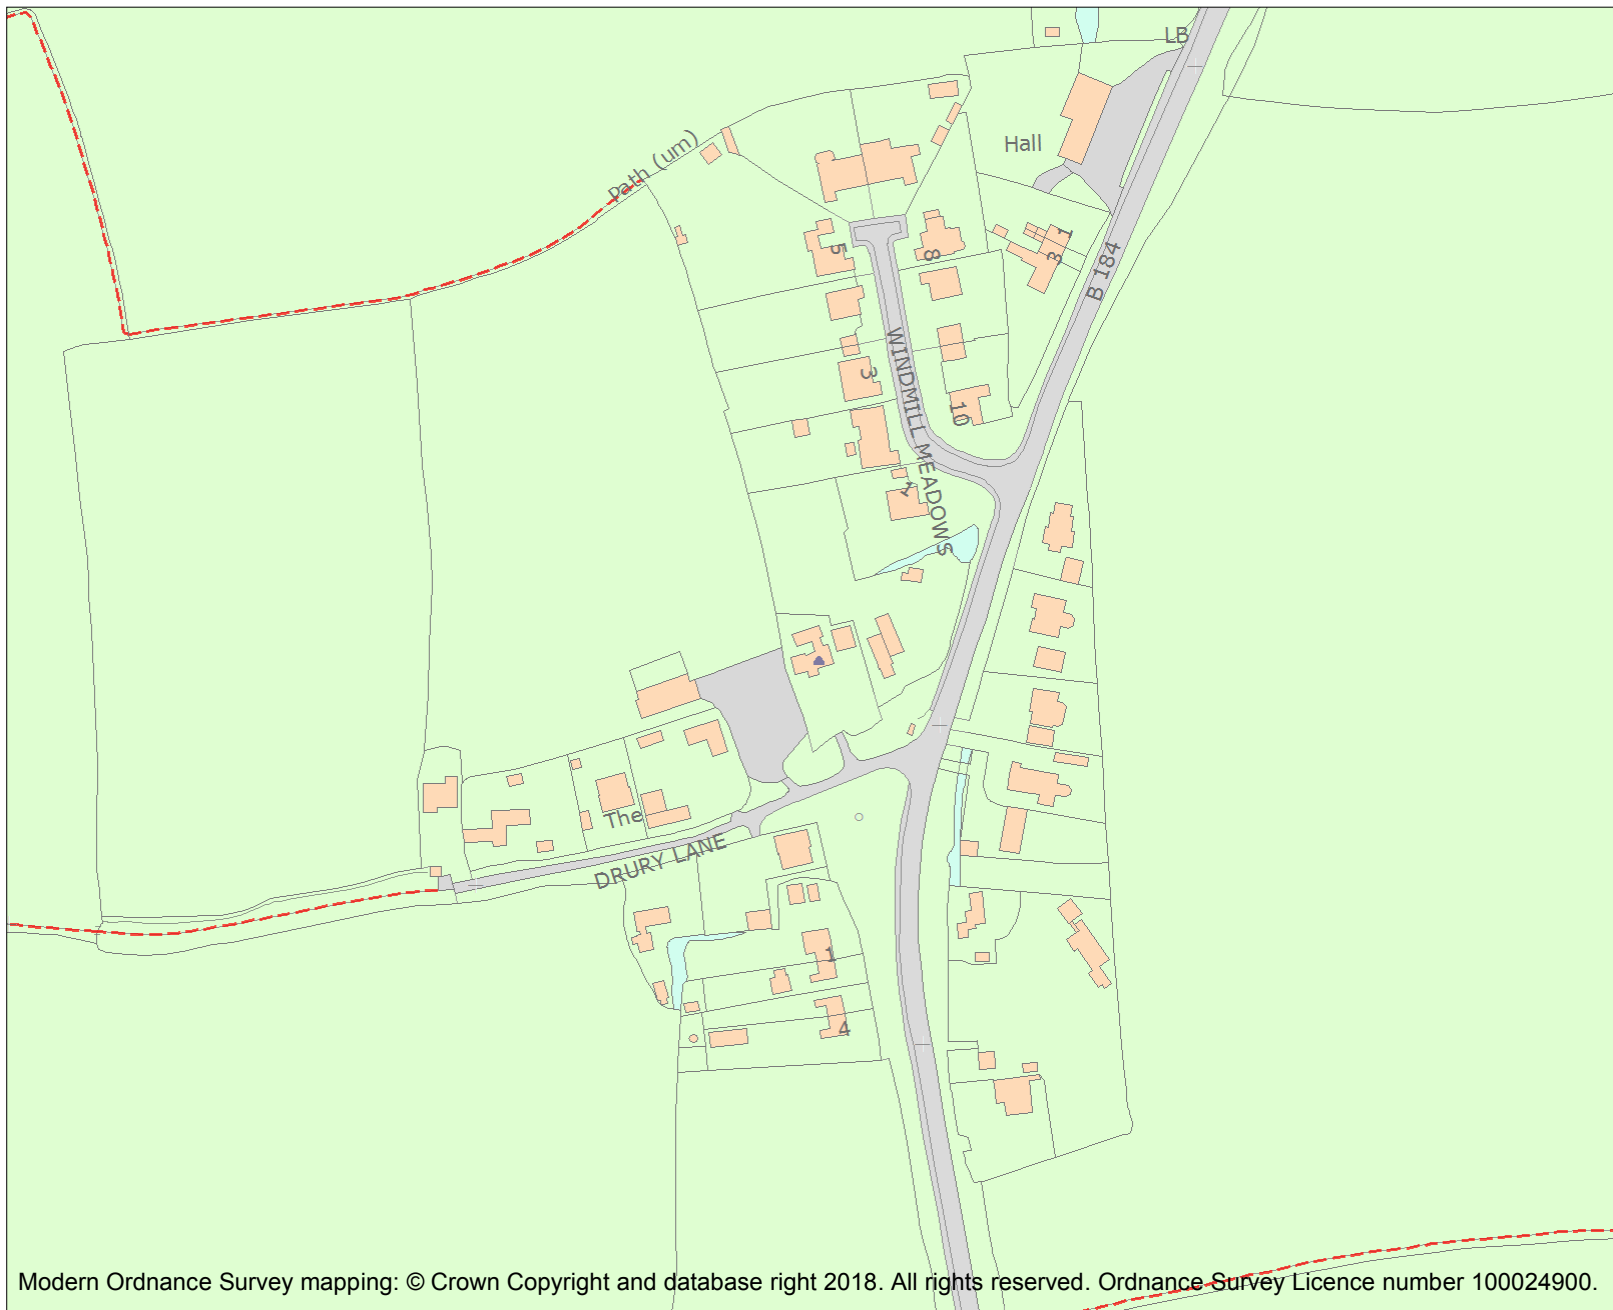 LB
Hall
Path (um)
1
3
B 184
5
8
WINDMILL MEADOWS
3
10
1
The
DRURY LANE
1
4
Modern Ordnance Survey mapping: © Crown Copyright and database right 2018. All rights reserved. Ordnance Survey Licence number 100024900.